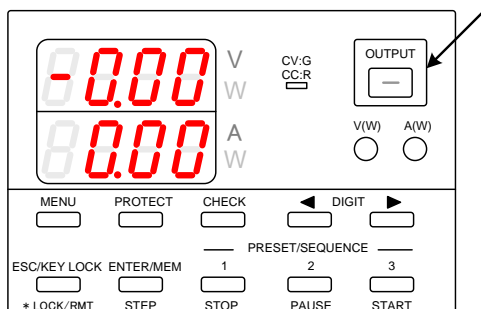 -0.00 V W
0.00 A W
CV:G
CC:R
OUTPUT
V(W) A(W)
MENU PROTECT CHECK ◀ DIGIT ▶
PRESET/SEQUENCE
ESC/KEY LOCK ENTER/MEM 1 2 3
* LOCK/RMT STEP STOP PAUSE START